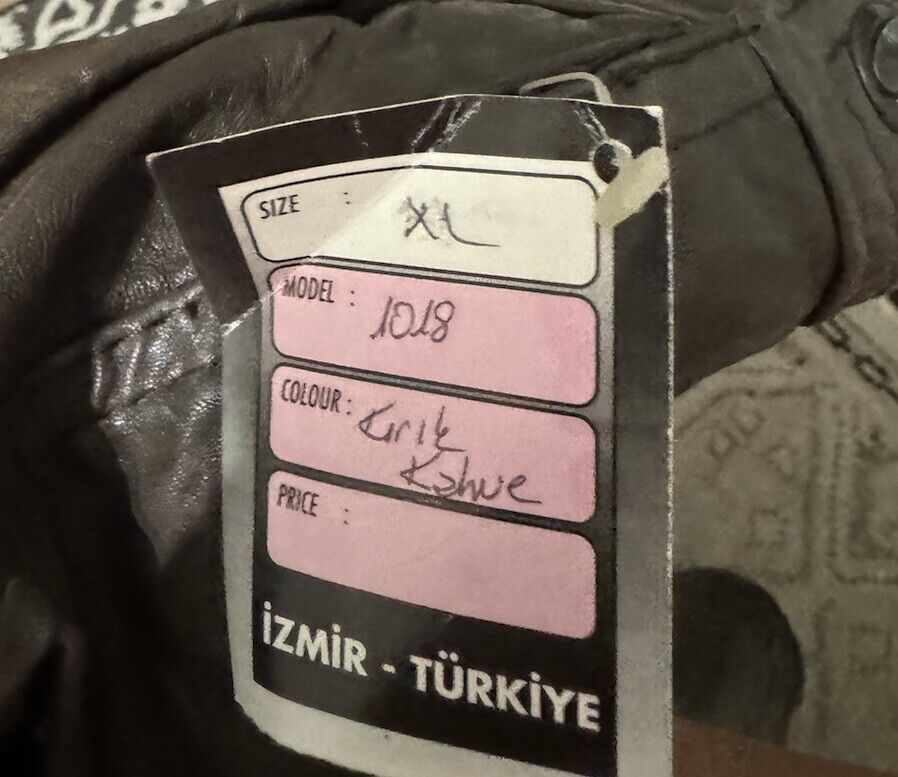 SIZE : XL
MODEL : 1018
COLOUR : Kırık
Kahve
PRICE :
İZMİR - TÜRKİYE